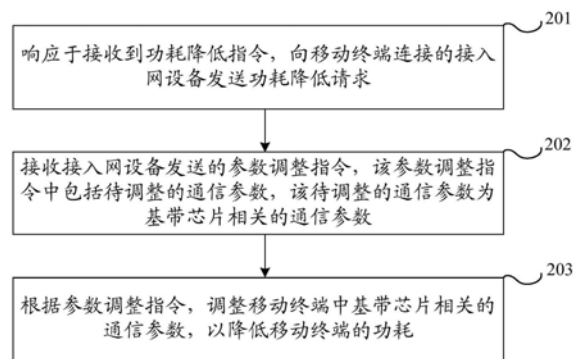 201
响应于接收到功耗降低指令，向移动终端连接的接入
网设备发送功耗降低请求
202
接收接入网设备发送的参数调整指令，该参数调整指
令中包括待调整的通信参数，该待调整的通信参数为
基带芯片相关的通信参数
203
根据参数调整指令，调整移动终端中基带芯片相关的
通信参数，以降低移动终端的功耗